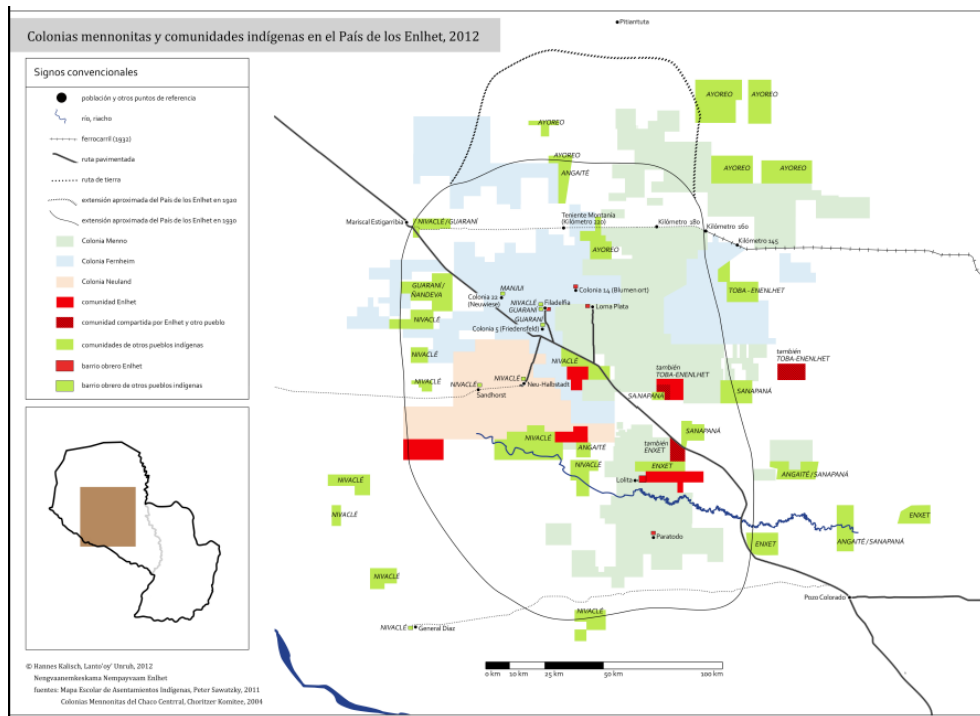 Colonias mennonitas y comunidades indígenas en el País de los Enlhet, 2012
Signos convencionales
población y otros puntos de referencia
río, riacho
ferrocarril (1932)
ruta pavimentada
ruta de tierra
extensión aproximada del País de los Enlhet en 1920
extensión aproximada del País de los Enlhet en 1930
Colonia Menno
Colonia Fernheim
Colonia Neuland
comunidad Enlhet
comunidad compartida por Enlhet y otro pueblo
comunidades de otros pueblos indígenas
barrio obrero Enlhet
barrio obrero de otros pueblos indígenas
Pitiantuta
AYOREO
AYOREO
AYOREO
AYOREO
ANGAITÉ
AYOREO
AYOREO
Mariscal Estigarribia
NIVACLÉ/GUARANÍ
Teniente Montanía
(Kilómetro 220)
Kilómetro 180
Kilómetro 160
Kilómetro 145
AYOREO
GUARANÍ/
ÑANDEVA
MANJUI
Colonia 22
(Neuwiese)
Colonia 14 (Blumenort)
TOBA-ENENLHET
NIVACLÉ
Filadelfia
GUARANÍ
Loma Plata
NIVACLÉ
GUARANÍ
Colonia 5 (Friedensfeld)
NIVACLÉ
NIVACLÉ
también
TOBA-ENENLHET
también
TOBA-ENENLHET
NIVACLÉ
NIVACLÉ
NIVACLÉ
Neu-Halbstadt
Sandhorst
SANAPANÁ
SANAPANÁ
NIVACLÉ
ANGAITÉ
también
ENXET
SANAPANÁ
NIVACLÉ
ENXET
Lolita
ANGAITÉ/SANAPANÁ
NIVACLÉ
NIVACLÉ
ENXET
Paratodo
ENXET
ANGAITÉ/SANAPANÁ
NIVACLÉ
Pozo Colorado
NIVACLÉ
General Díaz
NIVACLÉ
0 km
10 km
25 km
50 km
100 km
© Hannes Kalisch, Lanto'oy' Unruh, 2012
Nengvaanemkeskama Nempayvaam Enlhet
fuentes: Mapa Escolar de Asentamientos Indígenas, Peter Sawatzky, 2011
Colonias Mennonitas del Chaco Centrral, Choritzer Komitee, 2004